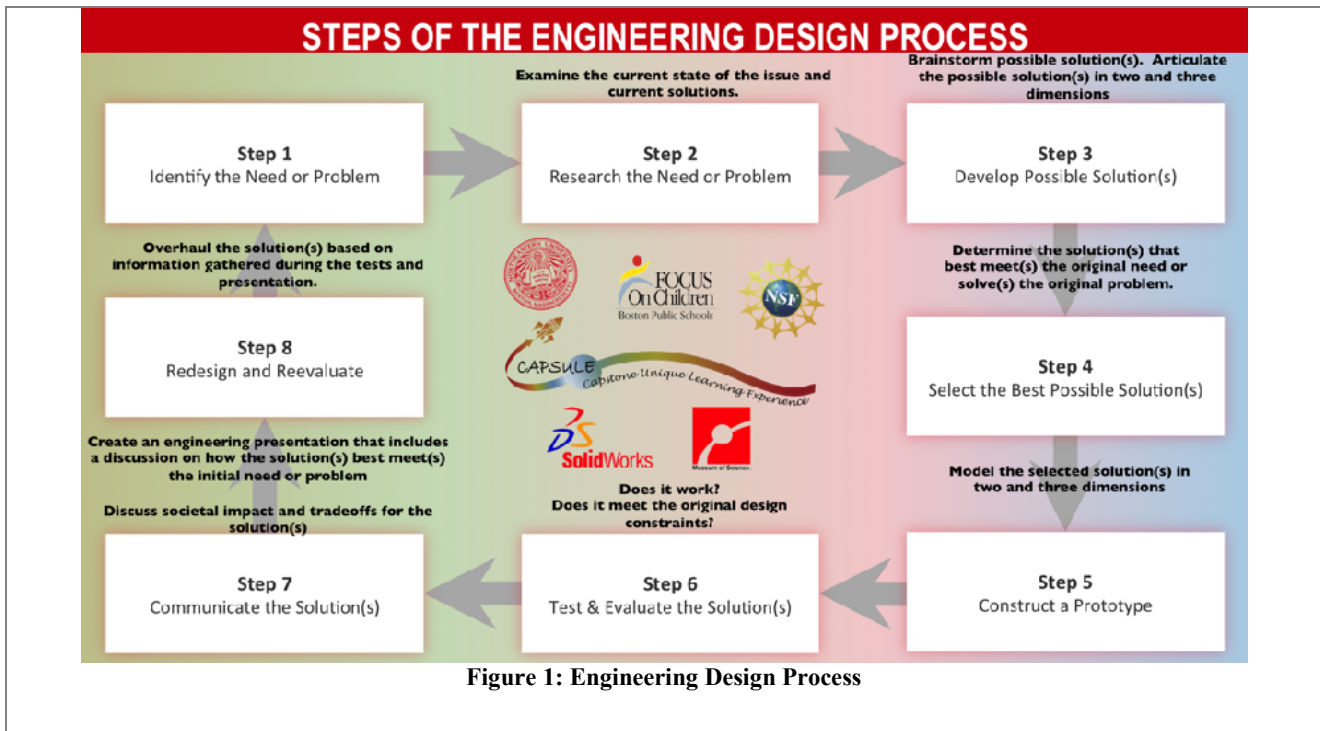 STEPS OF THE ENGINEERING DESIGN PROCESS
Step 1
Identify the Need or Problem
Examine the current state of the issue and
current solutions.
Step 2
Research the Need or Problem
Brainstorm possible solution(s). Articulate
the possible solution(s) in two and three
dimensions
Step 3
Develop Possible Solution(s)
Determine the solution(s) that
best meet(s) the original need or
solve(s) the original problem.
Step 4
Select the Best Possible Solution(s)
Model the selected solution(s) in
two and three dimensions
Step 5
Construct a Prototype
Does it work?
Does it meet the original design
constraints?
Step 6
Test & Evaluate the Solution(s)
Discuss societal impact and tradeoffs for the
solution(s)
Step 7
Communicate the Solution(s)
Create an engineering presentation that includes
a discussion on how the solution(s) best meet(s)
the initial need or problem
Step 8
Redesign and Reevaluate
Overhaul the solution(s) based on
information gathered during the tests and
presentation.
FOCUS
On Children
Boston Public Schools
NSF
CAPSULE
Capstone Unique Learning Experience
SolidWorks
Museum of Science
Figure 1: Engineering Design Process